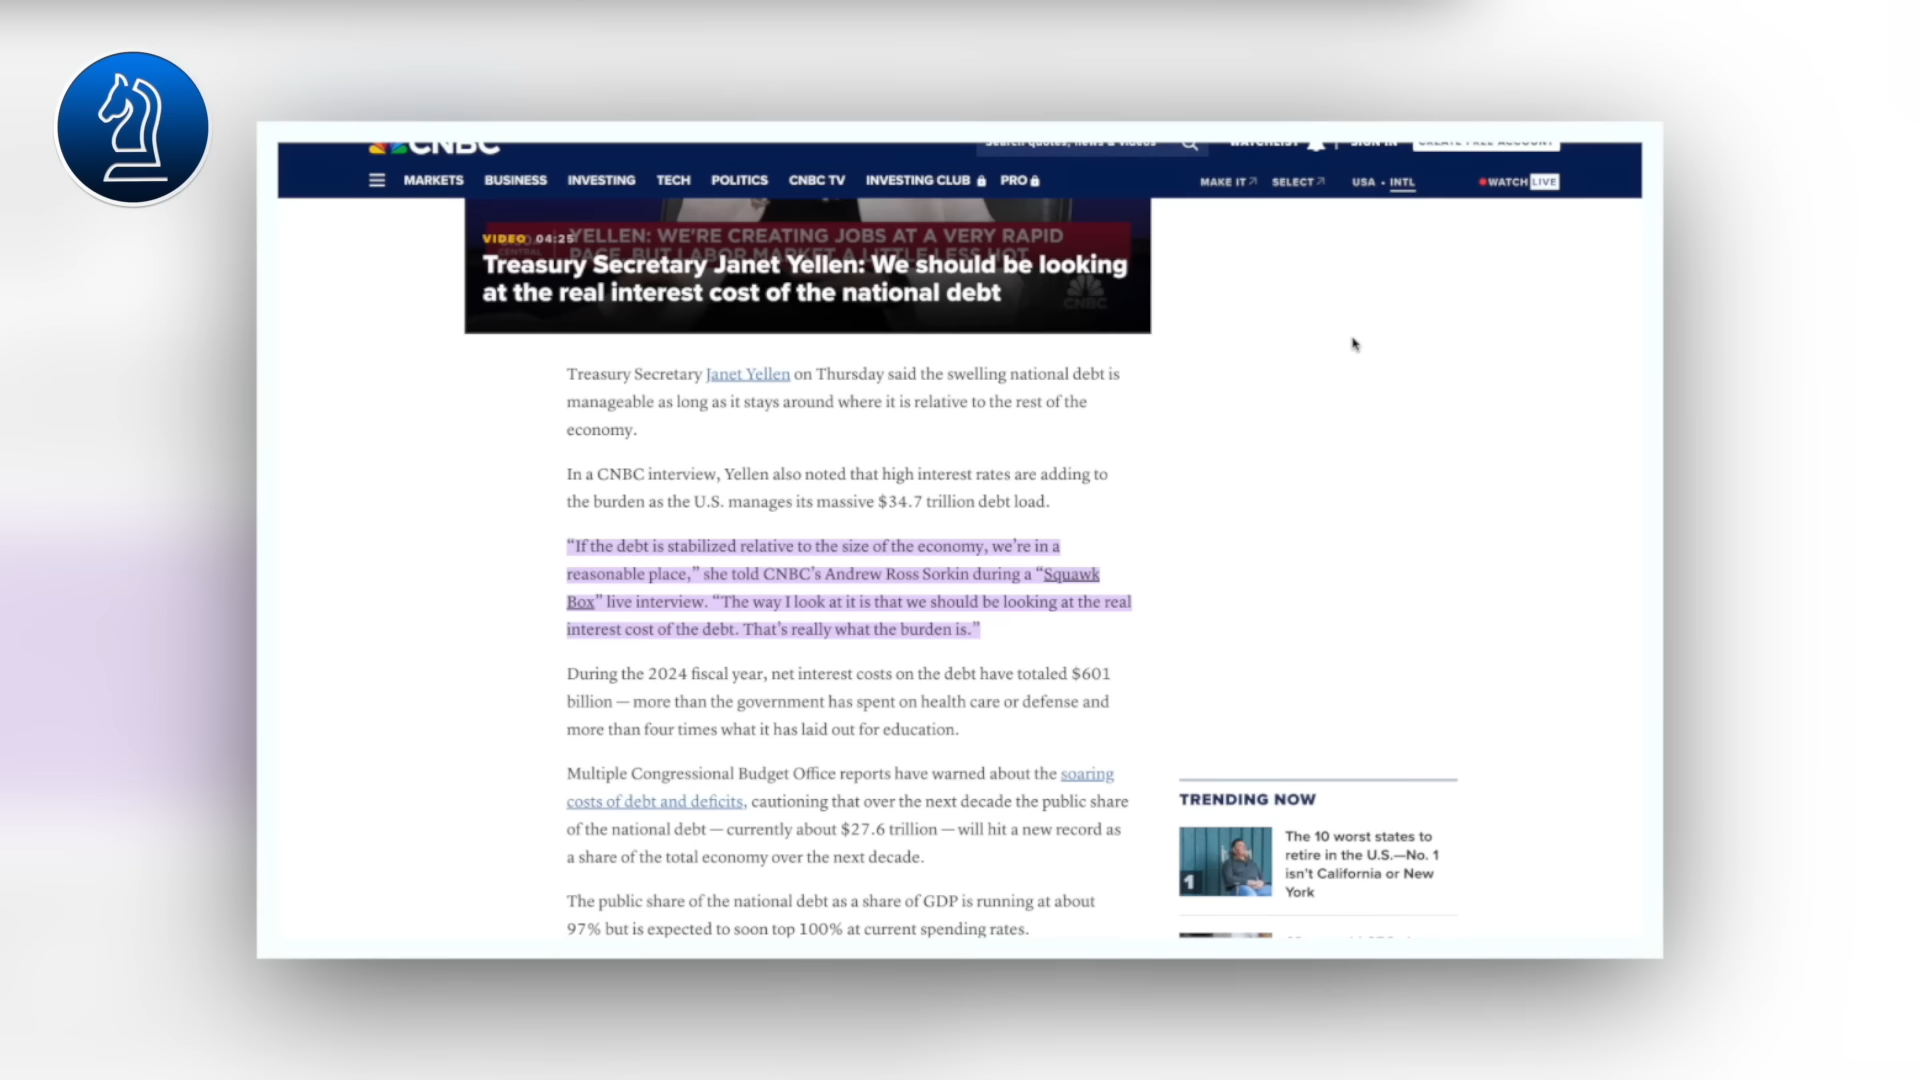 CNBC
Search quotes, news & videos
WATCHLIST
SIGN IN
CREATE FREE ACCOUNT
MARKETS BUSINESS INVESTING TECH POLITICS CNBC TV INVESTING CLUB PRO
MAKE IT SELECT USA • INTL WATCH LIVE
VIDEO 04:25
YELLEN: WE'RE CREATING JOBS AT A VERY RAPID
PACE, BUT LABOR MARKET A LITTLE LESS HOT
Treasury Secretary Janet Yellen: We should be looking
at the real interest cost of the national debt
CNBC
Treasury Secretary Janet Yellen on Thursday said the swelling national debt is
manageable as long as it stays around where it is relative to the rest of the
economy.
In a CNBC interview, Yellen also noted that high interest rates are adding to
the burden as the U.S. manages its massive $34.7 trillion debt load.
“If the debt is stabilized relative to the size of the economy, we’re in a
reasonable place,” she told CNBC’s Andrew Ross Sorkin during a “Squawk
Box” live interview. “The way I look at it is that we should be looking at the real
interest cost of the debt. That’s really what the burden is.”
During the 2024 fiscal year, net interest costs on the debt have totaled $601
billion — more than the government has spent on health care or defense and
more than four times what it has laid out for education.
Multiple Congressional Budget Office reports have warned about the soaring
costs of debt and deficits, cautioning that over the next decade the public share
of the national debt — currently about $27.6 trillion — will hit a new record as
a share of the total economy over the next decade.
The public share of the national debt as a share of GDP is running at about
97% but is expected to soon top 100% at current spending rates.
TRENDING NOW
1
The 10 worst states to
retire in the U.S.—No. 1
isn't California or New
York